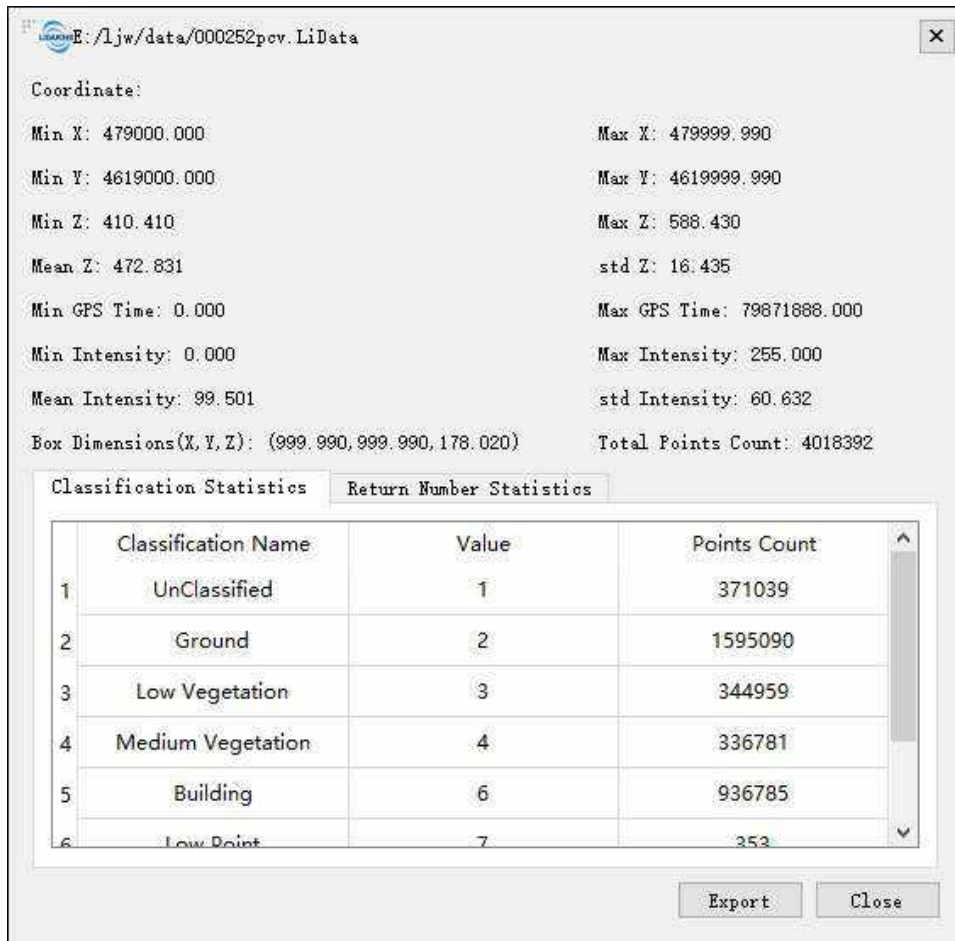 E:/ljw/data/000252pcv.LiData
Coordinate:
Min X: 479000.000 Max X: 479999.990
Min Y: 4619000.000 Max Y: 4619999.990
Min Z: 410.410 Max Z: 588.430
Mean Z: 472.831 std Z: 16.435
Min GPS Time: 0.000 Max GPS Time: 79871888.000
Min Intensity: 0.000 Max Intensity: 255.000
Mean Intensity: 99.501 std Intensity: 60.632
Box Dimensions(X,Y,Z): (999.990,999.990,178.020) Total Points Count: 4018392
Classification Statistics Return Number Statistics
Classification Name Value Points Count
1 UnClassified 1 371039
2 Ground 2 1595090
3 Low Vegetation 3 344959
4 Medium Vegetation 4 336781
5 Building 6 936785
6 Low Point 7 353
Export Close